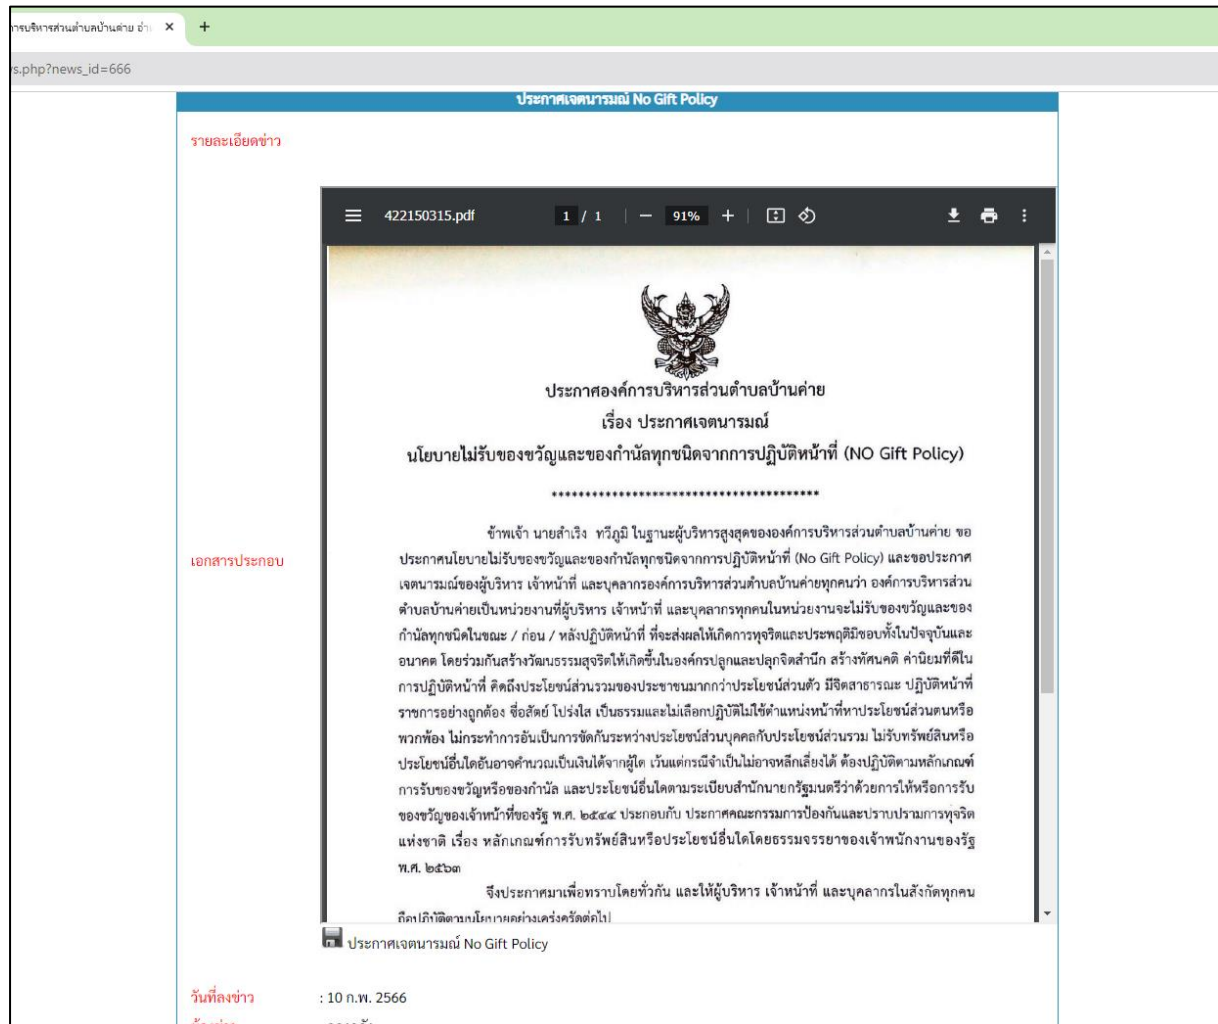 ารบริหารส่วนตำบลบ้านค่าย อำเ × +
s.php?news_id=666
ประกาศเจตนารมณ์ No Gift Policy
รายละเอียดข่าว
422150315.pdf 1 / 1 | − 91% + |
ประกาศองค์การบริหารส่วนตำบลบ้านค่าย
เรื่อง ประกาศเจตนารมณ์
นโยบายไม่รับของขวัญและของกำนัลทุกชนิดจากการปฏิบัติหน้าที่ (NO Gift Policy)
****************************************
ข้าพเจ้า นายสำเริง ทวีภูมิ ในฐานะผู้บริหารสูงสุดขององค์การบริหารส่วนตำบลบ้านค่าย ขอ
ประกาศนโยบายไม่รับของขวัญและของกำนัลทุกชนิดจากการปฏิบัติหน้าที่ (No Gift Policy) และขอประกาศ
เอกสารประกอบ
เจตนารมณ์ของผู้บริหาร เจ้าหน้าที่ และบุคลากรองค์การบริหารส่วนตำบลบ้านค่ายทุกคนว่า องค์การบริหารส่วน
ตำบลบ้านค่ายเป็นหน่วยงานที่ผู้บริหาร เจ้าหน้าที่ และบุคลากรทุกคนในหน่วยงานจะไม่รับของขวัญและของ
กำนัลทุกชนิดในขณะ / ก่อน / หลังปฏิบัติหน้าที่ ที่จะส่งผลให้เกิดการทุจริตและประพฤติมิชอบทั้งในปัจจุบันและ
อนาคต โดยร่วมกันสร้างวัฒนธรรมสุจริตให้เกิดขึ้นในองค์กรปลูกและปลุกจิตสำนึก สร้างทัศนคติ ค่านิยมที่ดีใน
การปฏิบัติหน้าที่ คิดถึงประโยชน์ส่วนรวมของประชาชนมากกว่าประโยชน์ส่วนตัว มีจิตสาธารณะ ปฏิบัติหน้าที่
ราชการอย่างถูกต้อง ซื่อสัตย์ โปร่งใส เป็นธรรมและไม่เลือกปฏิบัติไม่ใช้ตำแหน่งหน้าที่หาประโยชน์ส่วนตนหรือ
พวกพ้อง ไม่กระทำการอันเป็นการขัดกันระหว่างประโยชน์ส่วนบุคคลกับประโยชน์ส่วนรวม ไม่รับทรัพย์สินหรือ
ประโยชน์อื่นใดอันอาจคำนวณเป็นเงินได้จากผู้ใด เว้นแต่กรณีจำเป็นไม่อาจหลีกเลี่ยงได้ ต้องปฏิบัติตามหลักเกณฑ์
การรับของขวัญหรือของกำนัล และประโยชน์อื่นใดตามระเบียบสำนักนายกรัฐมนตรีว่าด้วยการให้หรือการรับ
ของขวัญของเจ้าหน้าที่ของรัฐ พ.ศ. ๒๕๔๔ ประกอบกับ ประกาศคณะกรรมการป้องกันและปราบปรามการทุจริต
แห่งชาติ เรื่อง หลักเกณฑ์การรับทรัพย์สินหรือประโยชน์อื่นใดโดยธรรมจรรยาของเจ้าพนักงานของรัฐ
พ.ศ. ๒๕๖๓
จึงประกาศมาเพื่อทราบโดยทั่วกัน และให้ผู้บริหาร เจ้าหน้าที่ และบุคลากรในสังกัดทุกคน
ถือปฏิบัติตามนโยบายอย่างเคร่งครัดต่อไป
ประกาศเจตนารมณ์ No Gift Policy
วันที่ลงข่าว : 10 ก.พ. 2566